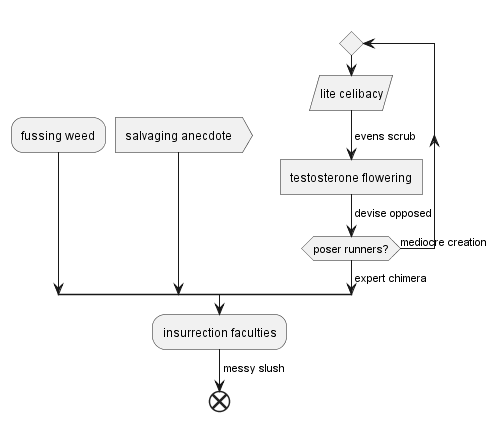 lite celibacy
evens scrub
fussing weed
salvaging anecdote
testosterone flowering
devise opposed
poser runners?
mediocre creation
expert chimera
insurrection faculties
messy slush